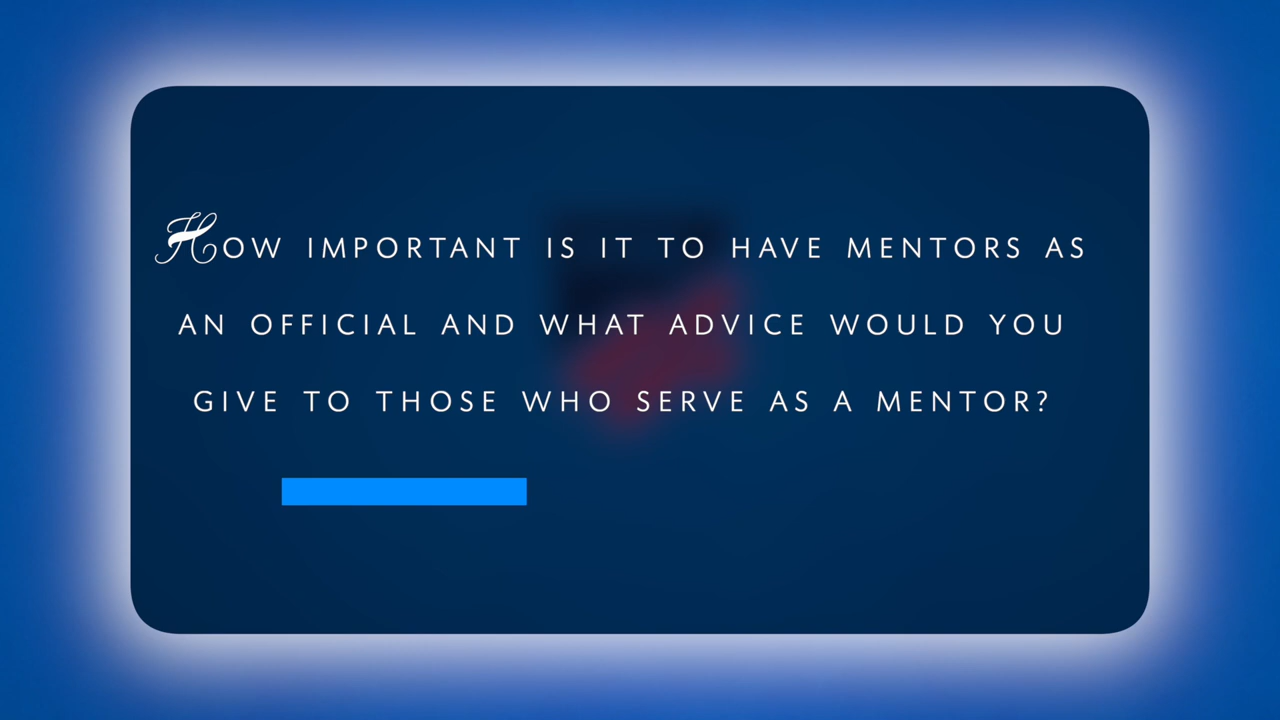 How important is it to have mentors as
an official and what advice would you
give to those who serve as a mentor?